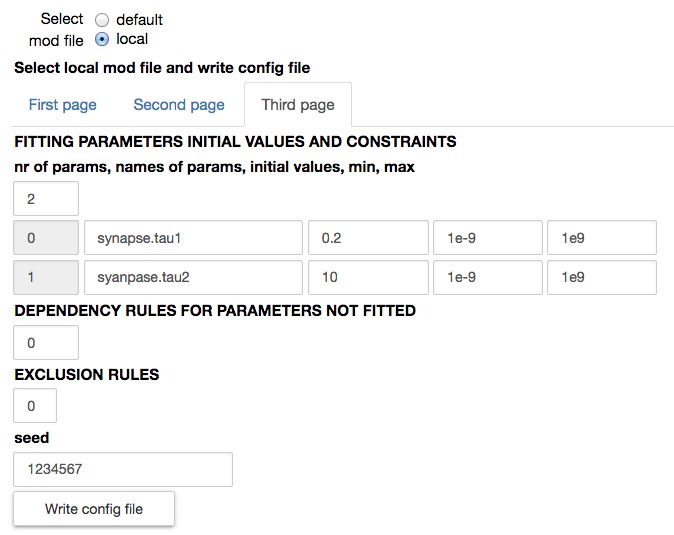 Select default
mod file local
Select local mod file and write config file
First page Second page Third page
FITTING PARAMETERS INITIAL VALUES AND CONSTRAINTS
nr of params, names of params, initial values, min, max
2
0 synapse.tau1 0.2 1e-9 1e9
1 syanpase.tau2 10 1e-9 1e9
DEPENDENCY RULES FOR PARAMETERS NOT FITTED
0
EXCLUSION RULES
0
seed
1234567
Write config file